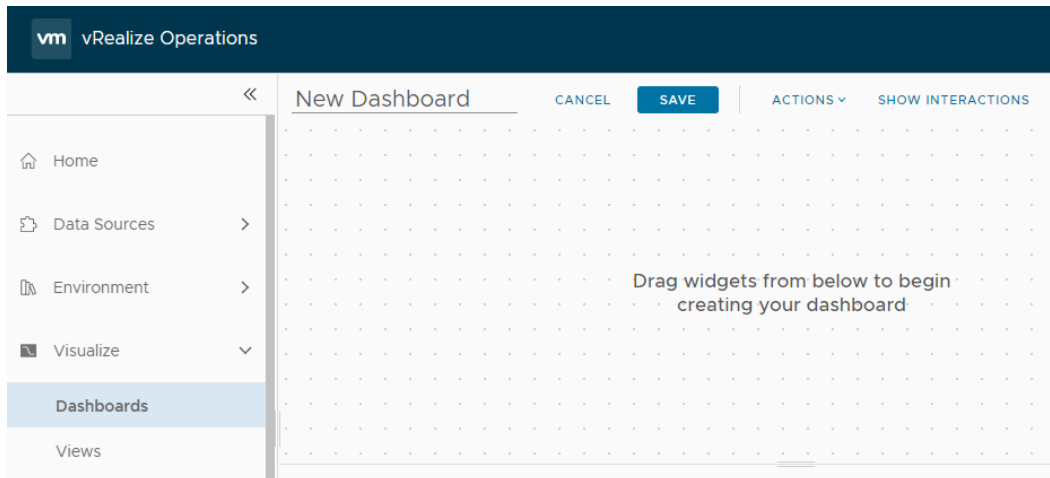 vm vRealize Operations
New Dashboard CANCEL SAVE ACTIONS SHOW INTERACTIONS
Home
Data Sources
Environment
Visualize
Dashboards
Views
Drag widgets from below to begin
creating your dashboard